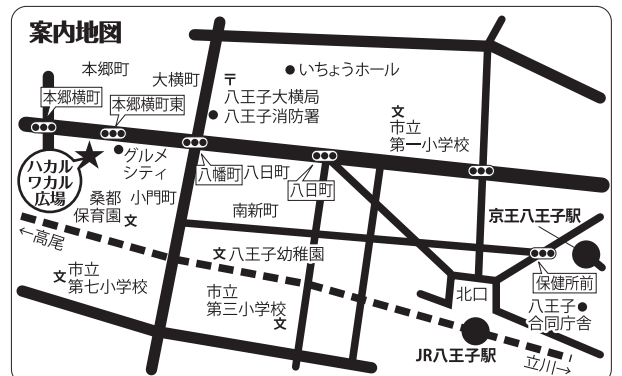 案内地図
本郷町
大横町
〒
八王子大横局
八王子消防署
いちょうホール
本郷横町
本郷横町東
文
市立
第一小学校
グルメ
シティ
ハカル
ワカル
広場
八幡町
八日町
八日町
桑都
保育園
文
小門町
南新町
京王八王子駅
←高尾
文八王子幼稚園
保健所前
文市立
第七小学校
市立
第三小学校
文
北口
八王子
合同庁舎
JR八王子駅
立川→